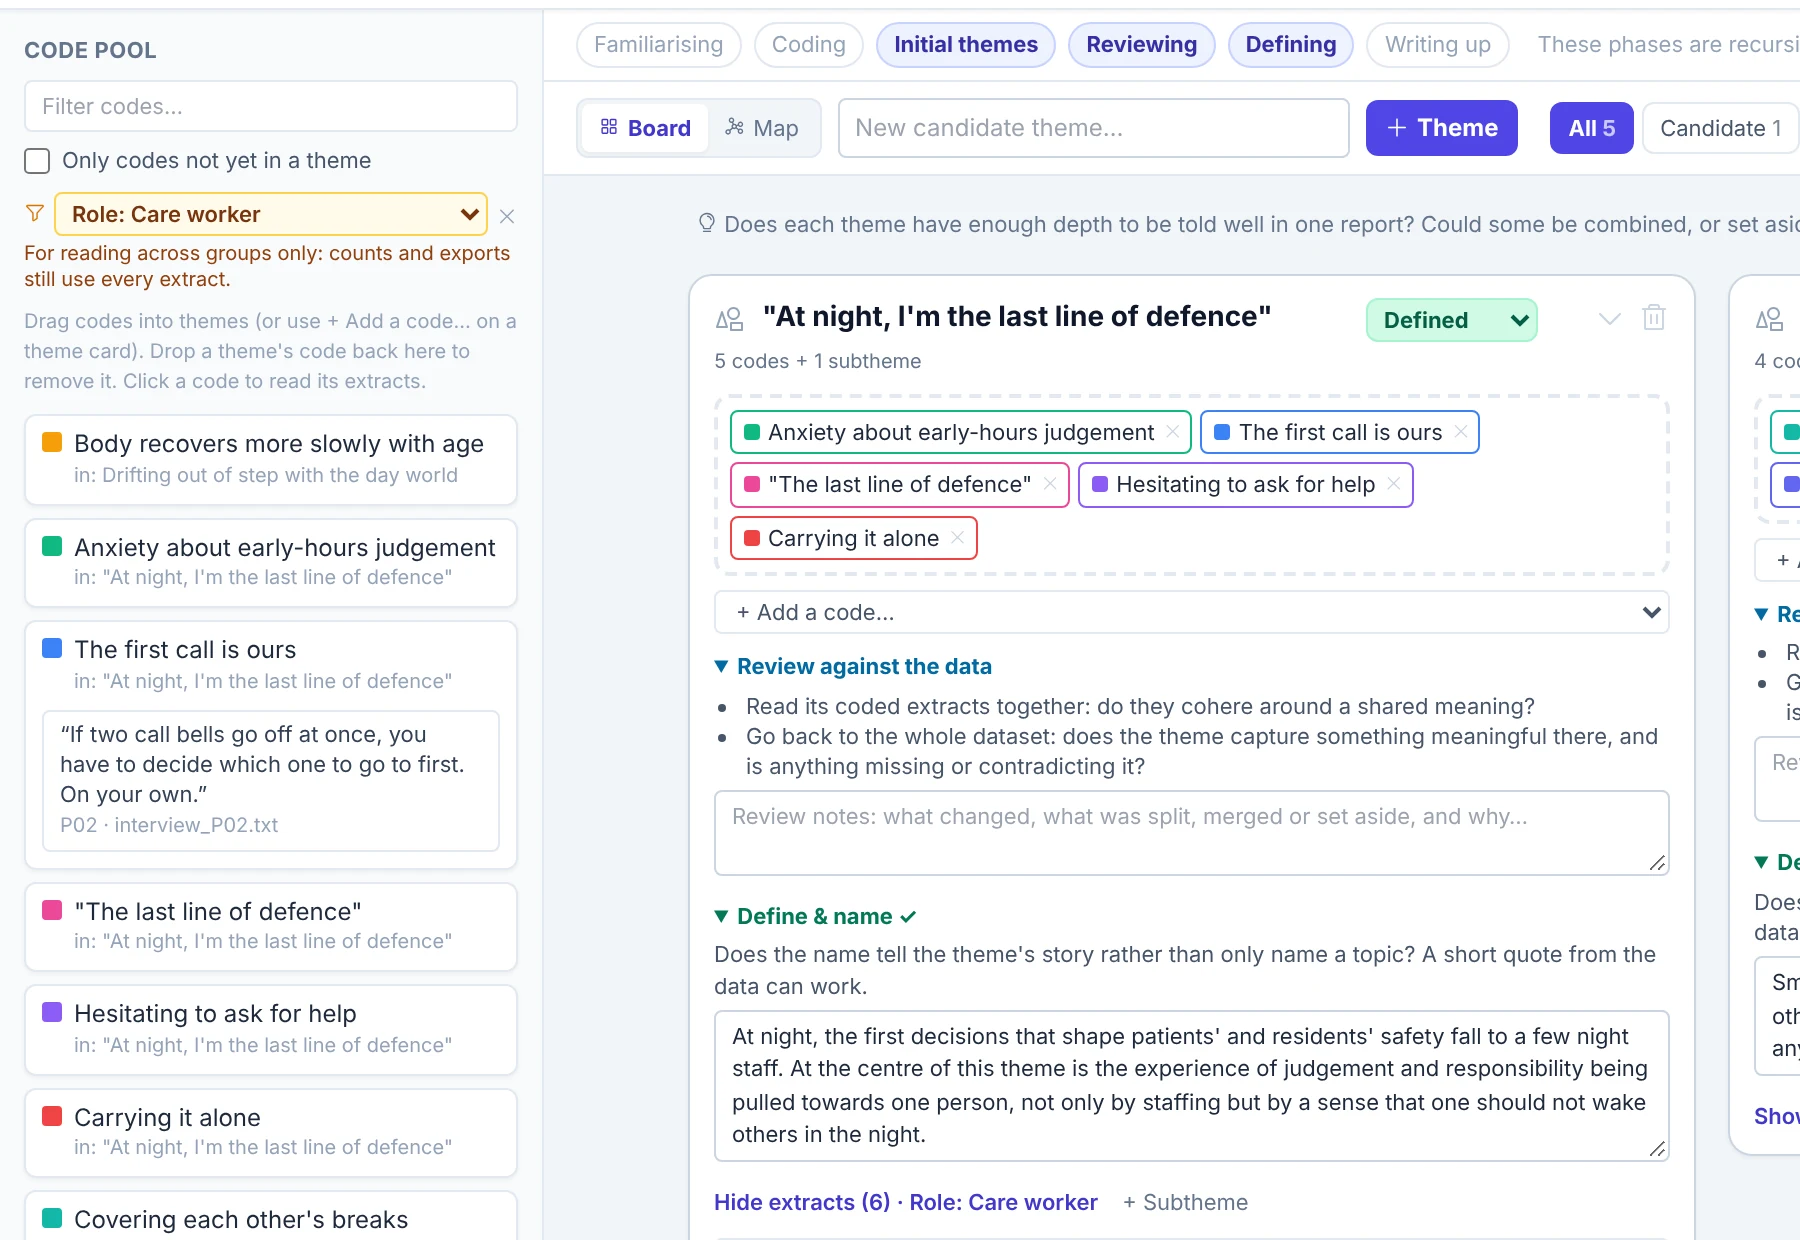 CODE POOL
Filter codes...
Only codes not yet in a theme
Role: Care worker
For reading across groups only: counts and exports
still use every extract.
Drag codes into themes (or use + Add a code... on a
theme card). Drop a theme's code back here to
remove it. Click a code to read its extracts.
Body recovers more slowly with age
in: Drifting out of step with the day world
Anxiety about early-hours judgement
in: "At night, I'm the last line of defence"
The first call is ours
in: "At night, I'm the last line of defence"
“If two call bells go off at once, you
have to decide which one to go to first.
On your own.”
P02 · interview_P02.txt
"The last line of defence"
in: "At night, I'm the last line of defence"
Hesitating to ask for help
in: "At night, I'm the last line of defence"
Carrying it alone
in: "At night, I'm the last line of defence"
Covering each other's breaks
Familiarising
Coding
Initial themes
Reviewing
Defining
Writing up
These phases are
Board
Map
New candidate theme...
+ Theme
All 5
Candidate 1
Does each theme have enough depth to be told well in one report? Could some be combined, or set
"At night, I'm the last line of defence"
Defined
5 codes + 1 subtheme
Anxiety about early-hours judgement
The first call is ours
"The last line of defence"
Hesitating to ask for help
Carrying it alone
+ Add a code...
Review against the data
Read its coded extracts together: do they cohere around a shared meaning?
Go back to the whole dataset: does the theme capture something meaningful there, and
is anything missing or contradicting it?
Review notes: what changed, what was split, merged or set aside, and why...
Define & name ✓
Does the name tell the theme's story rather than only name a topic? A short quote from the
data can work.
At night, the first decisions that shape patients' and residents' safety fall to a few night
staff. At the centre of this theme is the experience of judgement and responsibility being
pulled towards one person, not only by staffing but by a sense that one should not wake
others in the night.
Hide extracts (6) · Role: Care worker
+ Subtheme
4
Does
data